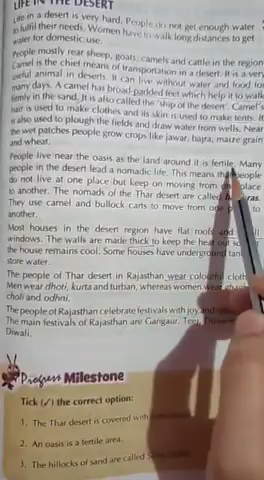 LIFE IN THE DESERT
Life in a desert is very hard. People do not get enough water
to fulfil their needs. Women have to walk long distances to get
water for domestic use.
People mostly rear sheep, goats, camels and cattle in the region.
Camel is the chief means of transportation in a desert. It is a very
useful animal in deserts. It can live without water and food for
many days. A camel has broad-padded feet which help it to walk
firmly in the sand. It is also called the 'ship of the desert'. Camel's
hair is used to make clothes and its skin is used to make tents. It
is also used to plough the fields and draw water from wells. Near
the wet patches people grow crops like jawar, bajra, maize grain
and wheat.
People live near the oasis as the land around it is fertile. Many
people in the desert lead a nomadic life. This means that people
do not live at one place but keep on moving from place
to another. The nomads of the Thar desert are called
They use camel and bullock carts to move from one to
another.
Most houses in the desert region have flat roofs and
windows. The walls are made thick to keep the heat out
the house remains cool. Some houses have underground
store water.
The people of Thar desert in Rajasthan wear colourful
Men wear dhoti, kurta and turban, whereas women wear
choli and odhni.
The people of Rajasthan celebrate festivals with joy and
The main festivals of Rajasthan are Gangaur, Teej,
Diwali.
Progress Milestone
Tick (✓) the correct option:
1. The Thar desert is covered with
2. An oasis is a fertile area.
3. The hillocks of sand are called